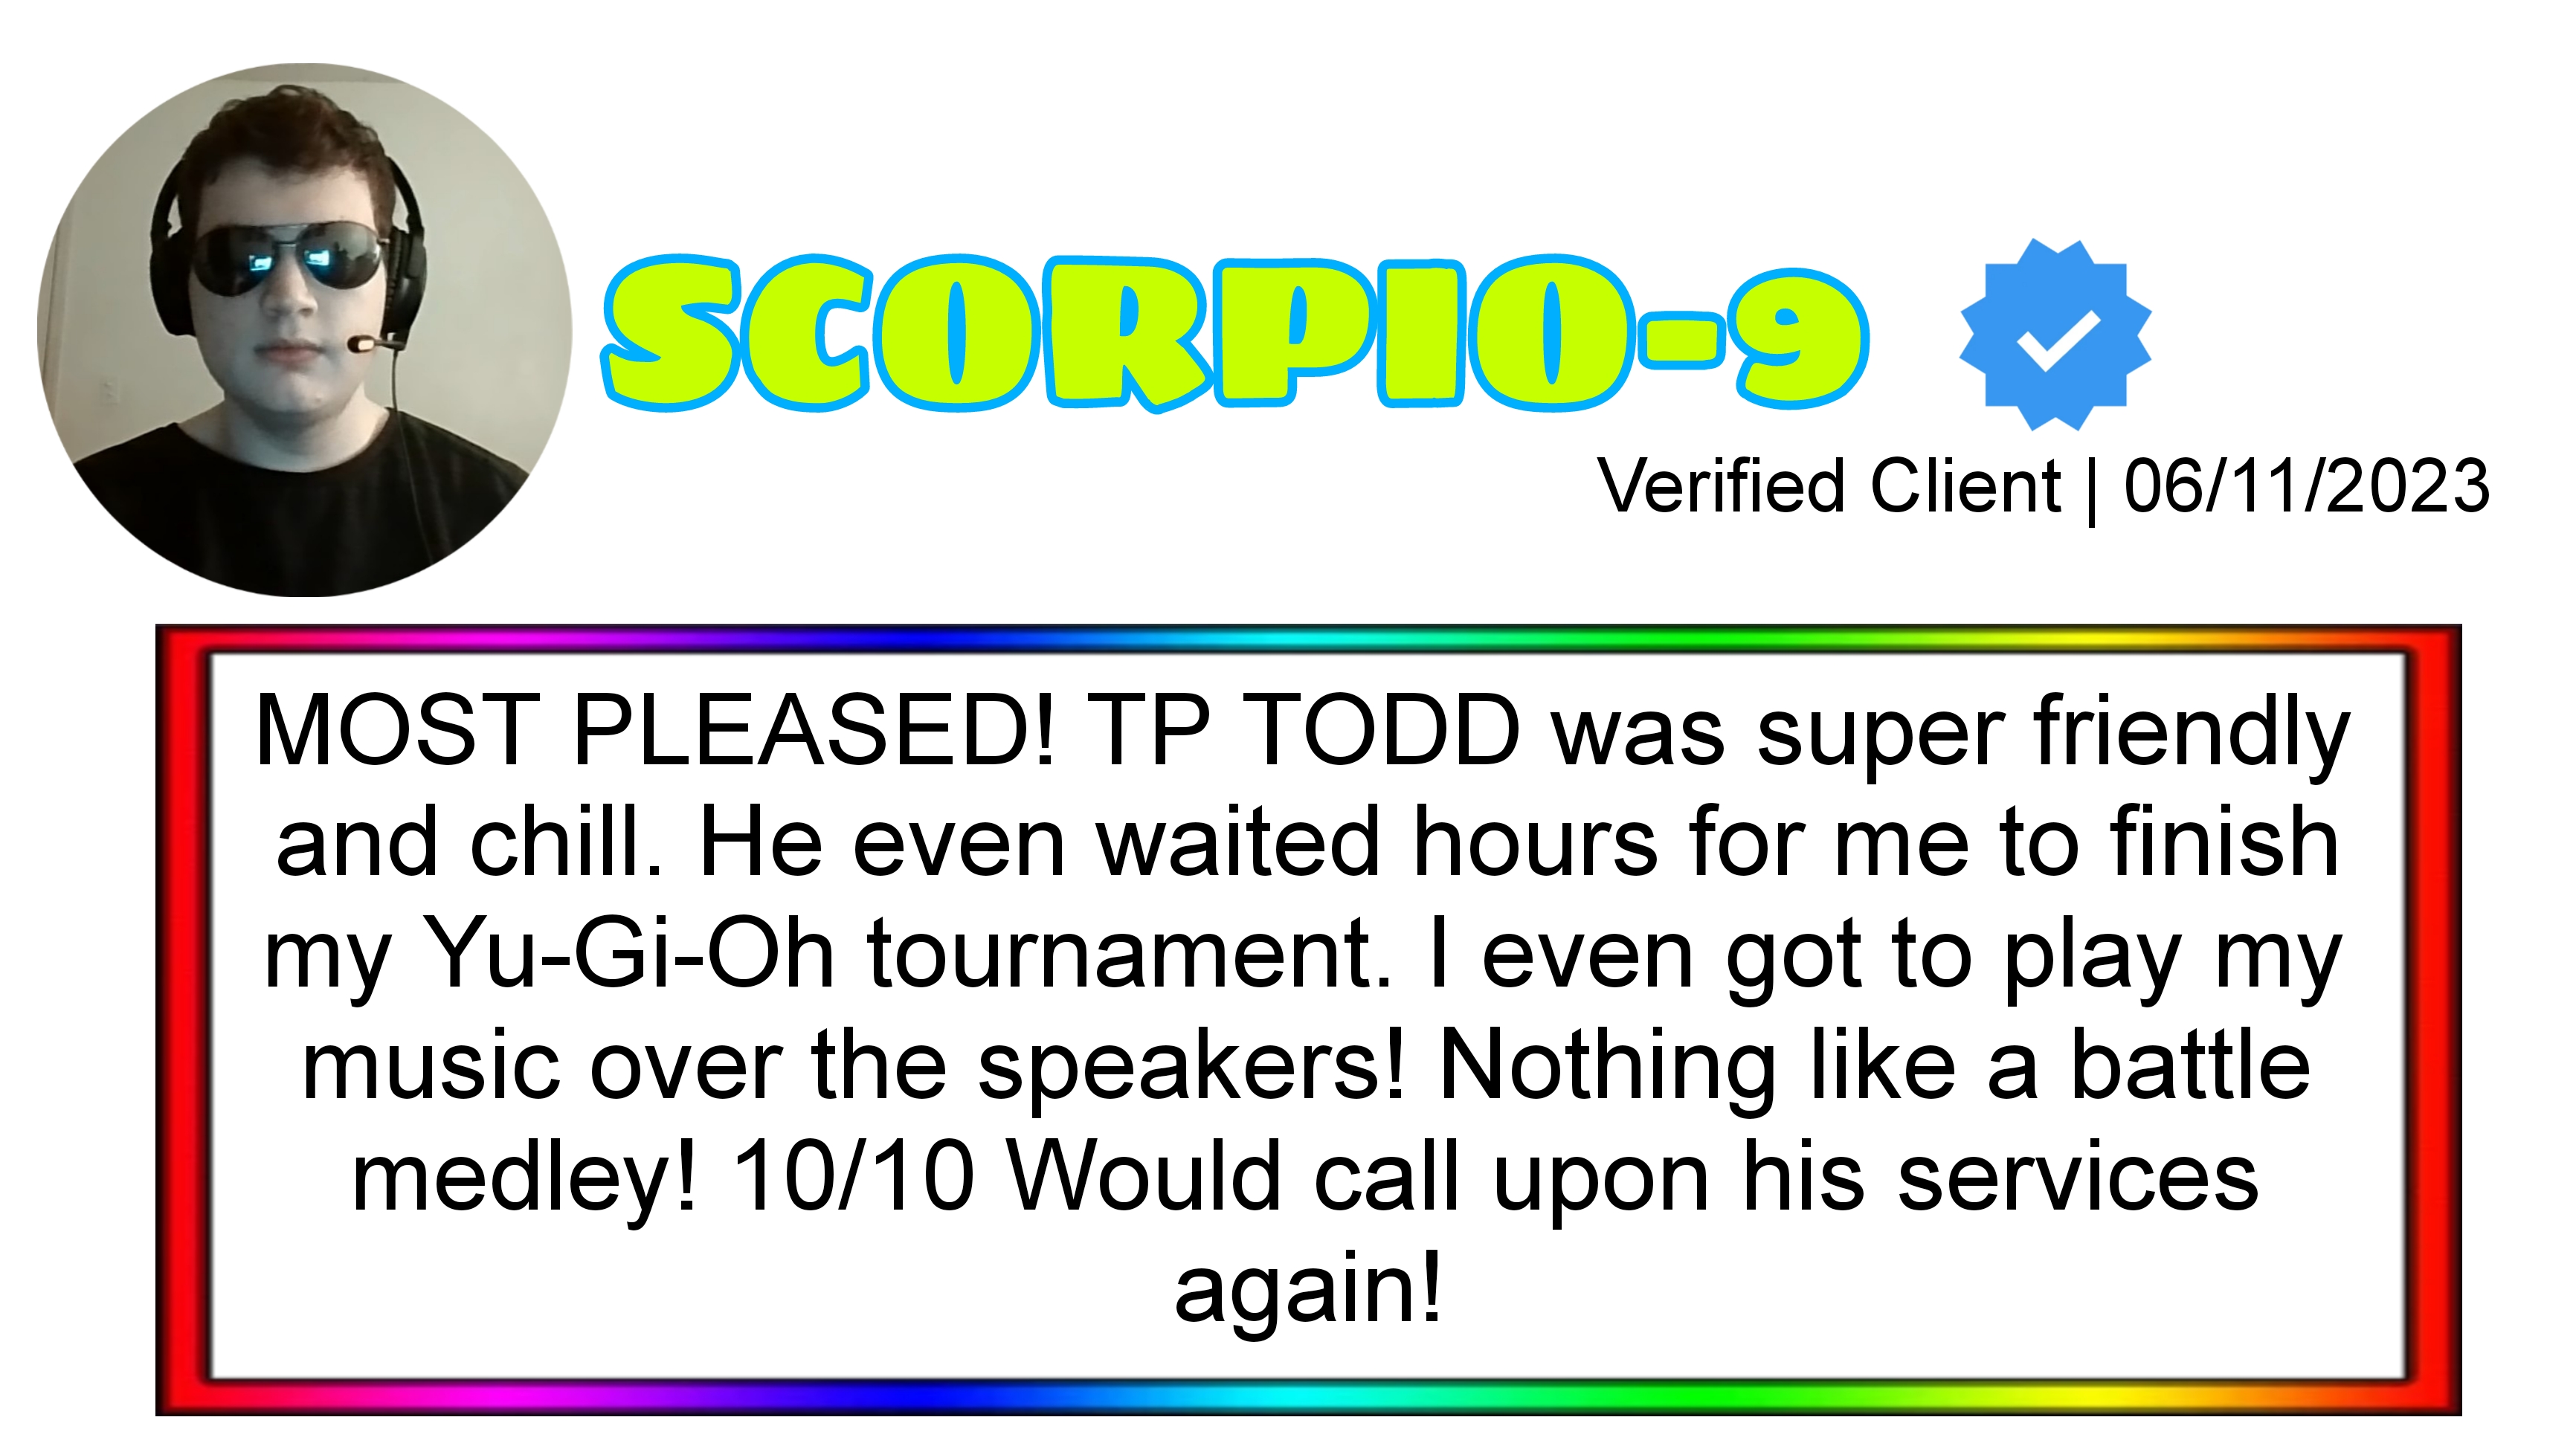 SCORPIO-9
Verified Client | 06/11/2023
MOST PLEASED! TP TODD was super friendly
and chill. He even waited hours for me to finish
my Yu-Gi-Oh tournament. I even got to play my
music over the speakers! Nothing like a battle
medley! 10/10 Would call upon his services
again!